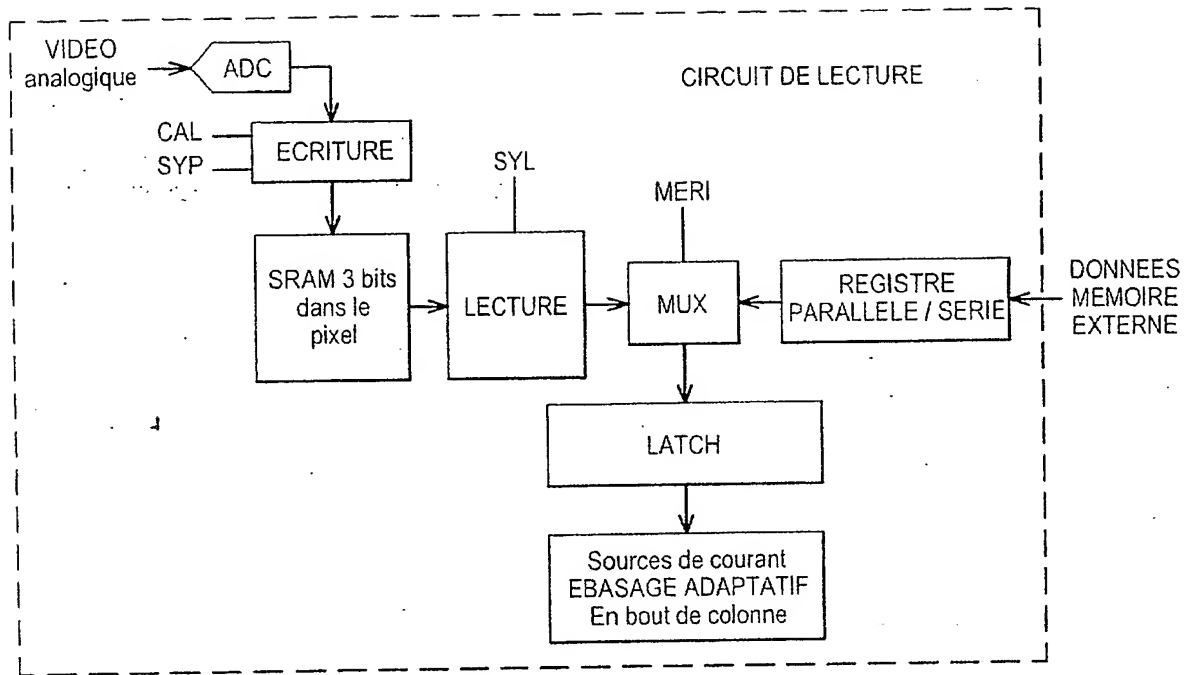 VIDEO
analogique
ADC
CIRCUIT DE LECTURE
CAL
SYP
ECRITURE
SYL
MERI
SRAM 3 bits
dans le
pixel
LECTURE
MUX
REGISTRE
PARALLELE / SERIE
DONNEES
MEMOIRE
EXTERNE
LATCH
Sources de courant
EBASAGE ADAPTATIF
En bout de colonne